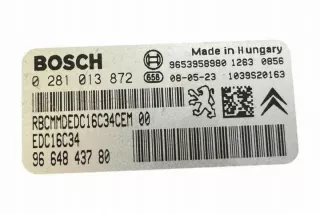 BOSCH
Made in Hungary
9653958980 1263 0856
0 281 013 872
658
08-05-23
1039S20163
RBCMMDEDC16C34CEM 00
EDC16C34
96 648 437 80